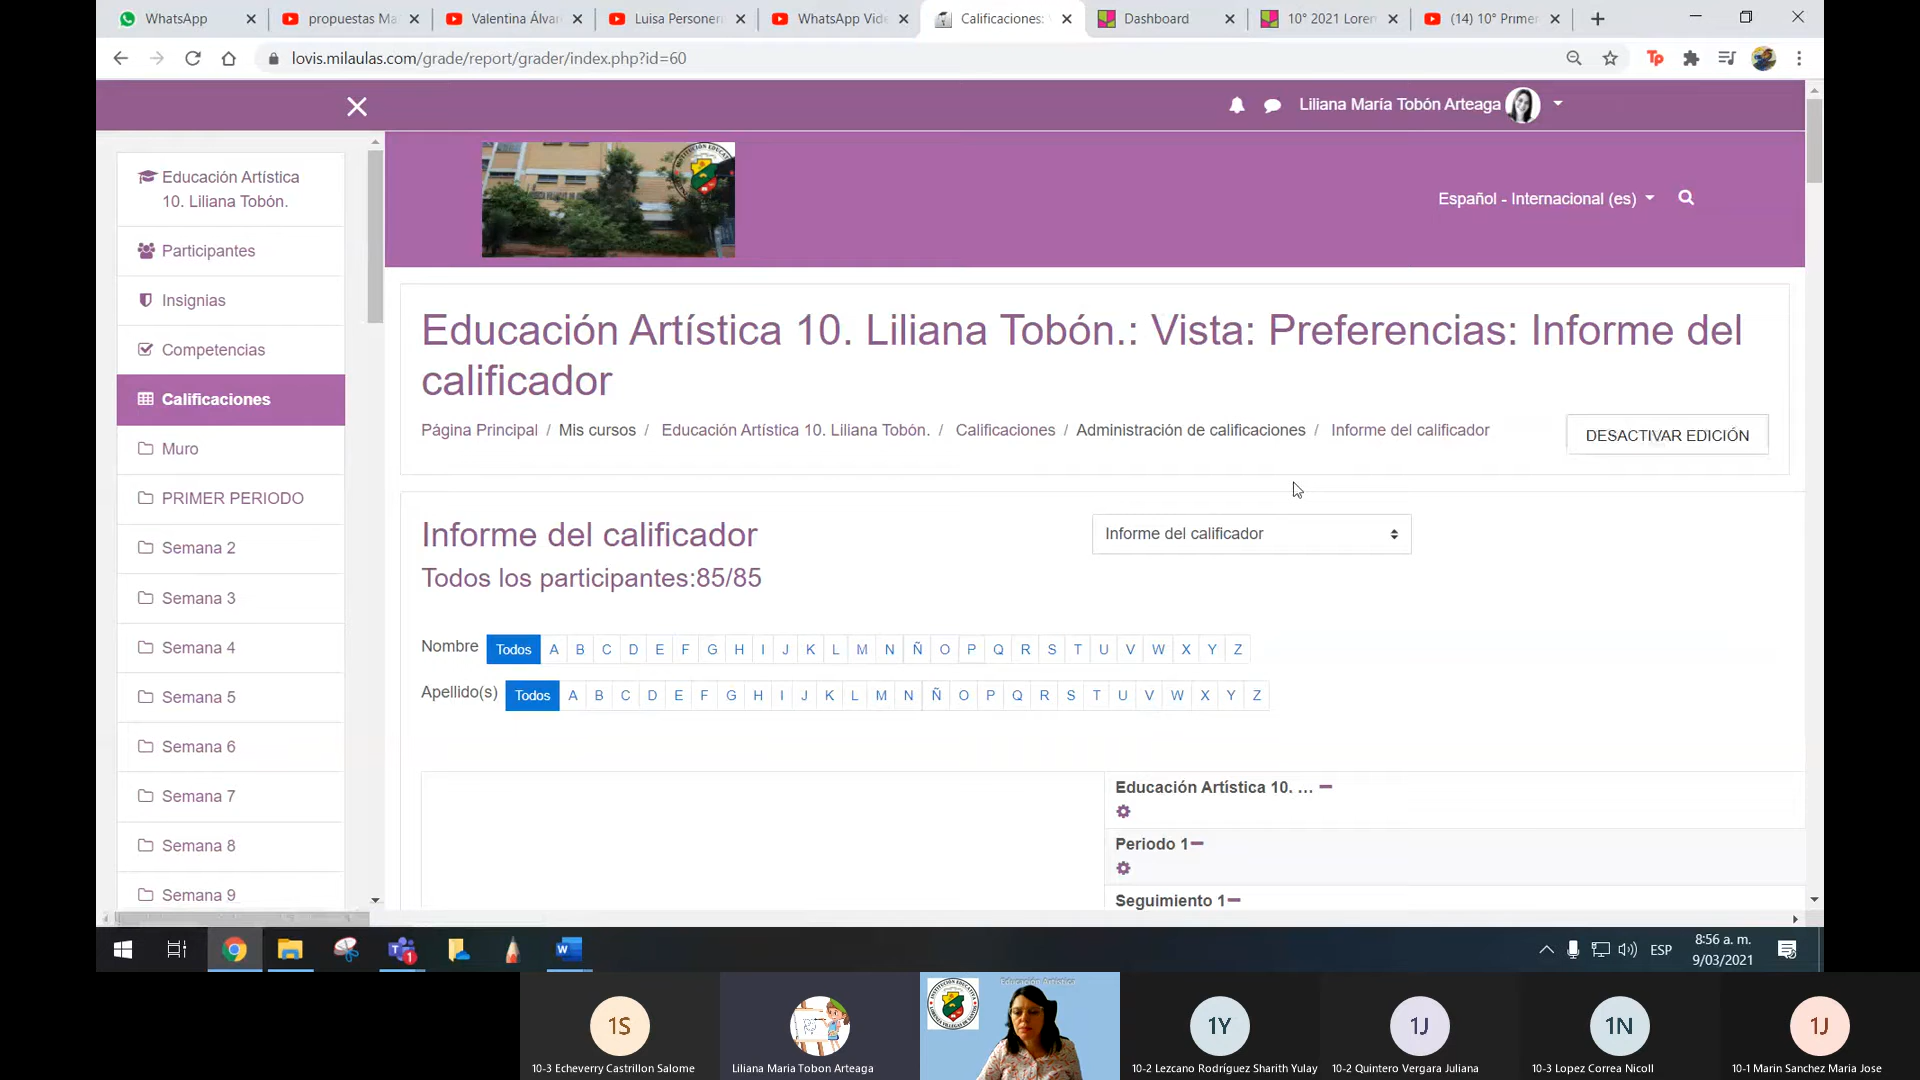 WhatsApp
propuestas Ma
Valentina Álvar
Luisa Personer
WhatsApp Vide
Calificaciones:
Dashboard
10° 2021 Loren
(14) 10° Primer
lovis.milaulas.com/grade/report/grader/index.php?id=60
Liliana María Tobón Arteaga
Español - Internacional (es)
Educación Artística
10. Liliana Tobón.
Participantes
Insignias
Competencias
Calificaciones
Muro
PRIMER PERIODO
Semana 2
Semana 3
Semana 4
Semana 5
Semana 6
Semana 7
Semana 8
Semana 9
Educación Artística 10. Liliana Tobón.: Vista: Preferencias: Informe del
calificador
Página Principal / Mis cursos / Educación Artística 10. Liliana Tobón. / Calificaciones / Administración de calificaciones / Informe del calificador
DESACTIVAR EDICIÓN
Informe del calificador
Informe del calificador
Todos los participantes:85/85
Nombre Todos A B C D E F G H I J K L M N Ñ O P Q R S T U V W X Y Z
Apellido(s) Todos A B C D E F G H I J K L M N Ñ O P Q R S T U V W X Y Z
Educación Artística 10. ...
Periodo 1
Seguimiento 1
ESP
8:56 a. m.
9/03/2021
Educación Artística
1S
1Y
1J
1N
1J
10-3 Echeverry Castrillon Salome
Liliana Maria Tobon Arteaga
10-2 Lezcano Rodríguez Sharith Yulay
10-2 Quintero Vergara Juliana
10-3 Lopez Correa Nicoll
10-1 Marin Sanchez Maria Jose